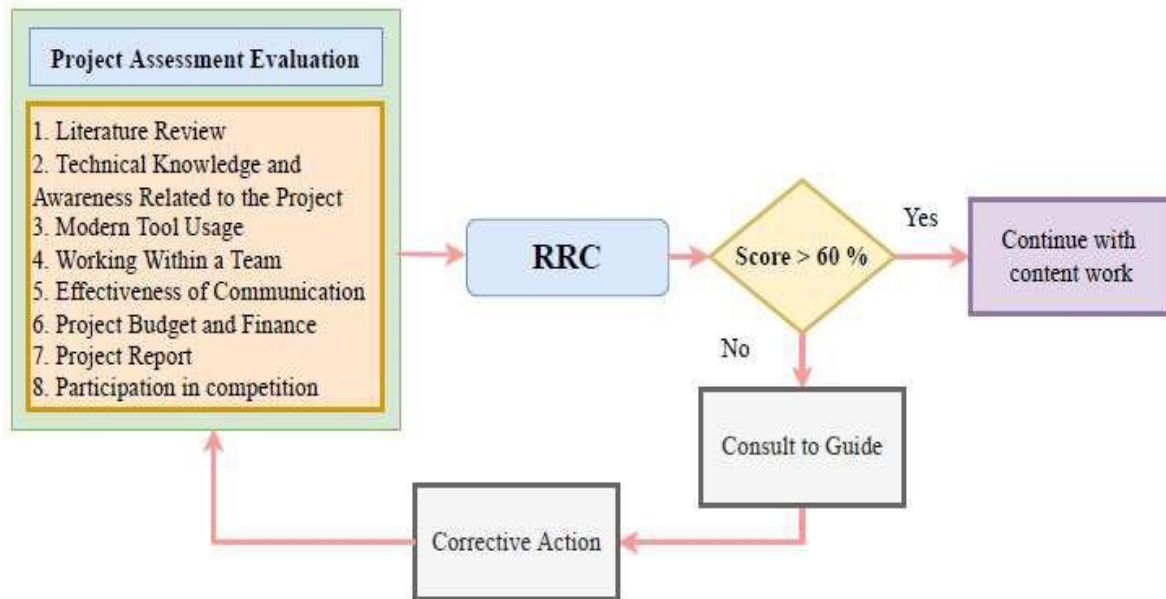 Project Assessment Evaluation
1. Literature Review
2. Technical Knowledge and
Awareness Related to the Project
3. Modern Tool Usage
4. Working Within a Team
5. Effectiveness of Communication
6. Project Budget and Finance
7. Project Report
8. Participation in competition
RRC
Score > 60 %
Yes
Continue with
content work
No
Consult to Guide
Corrective Action